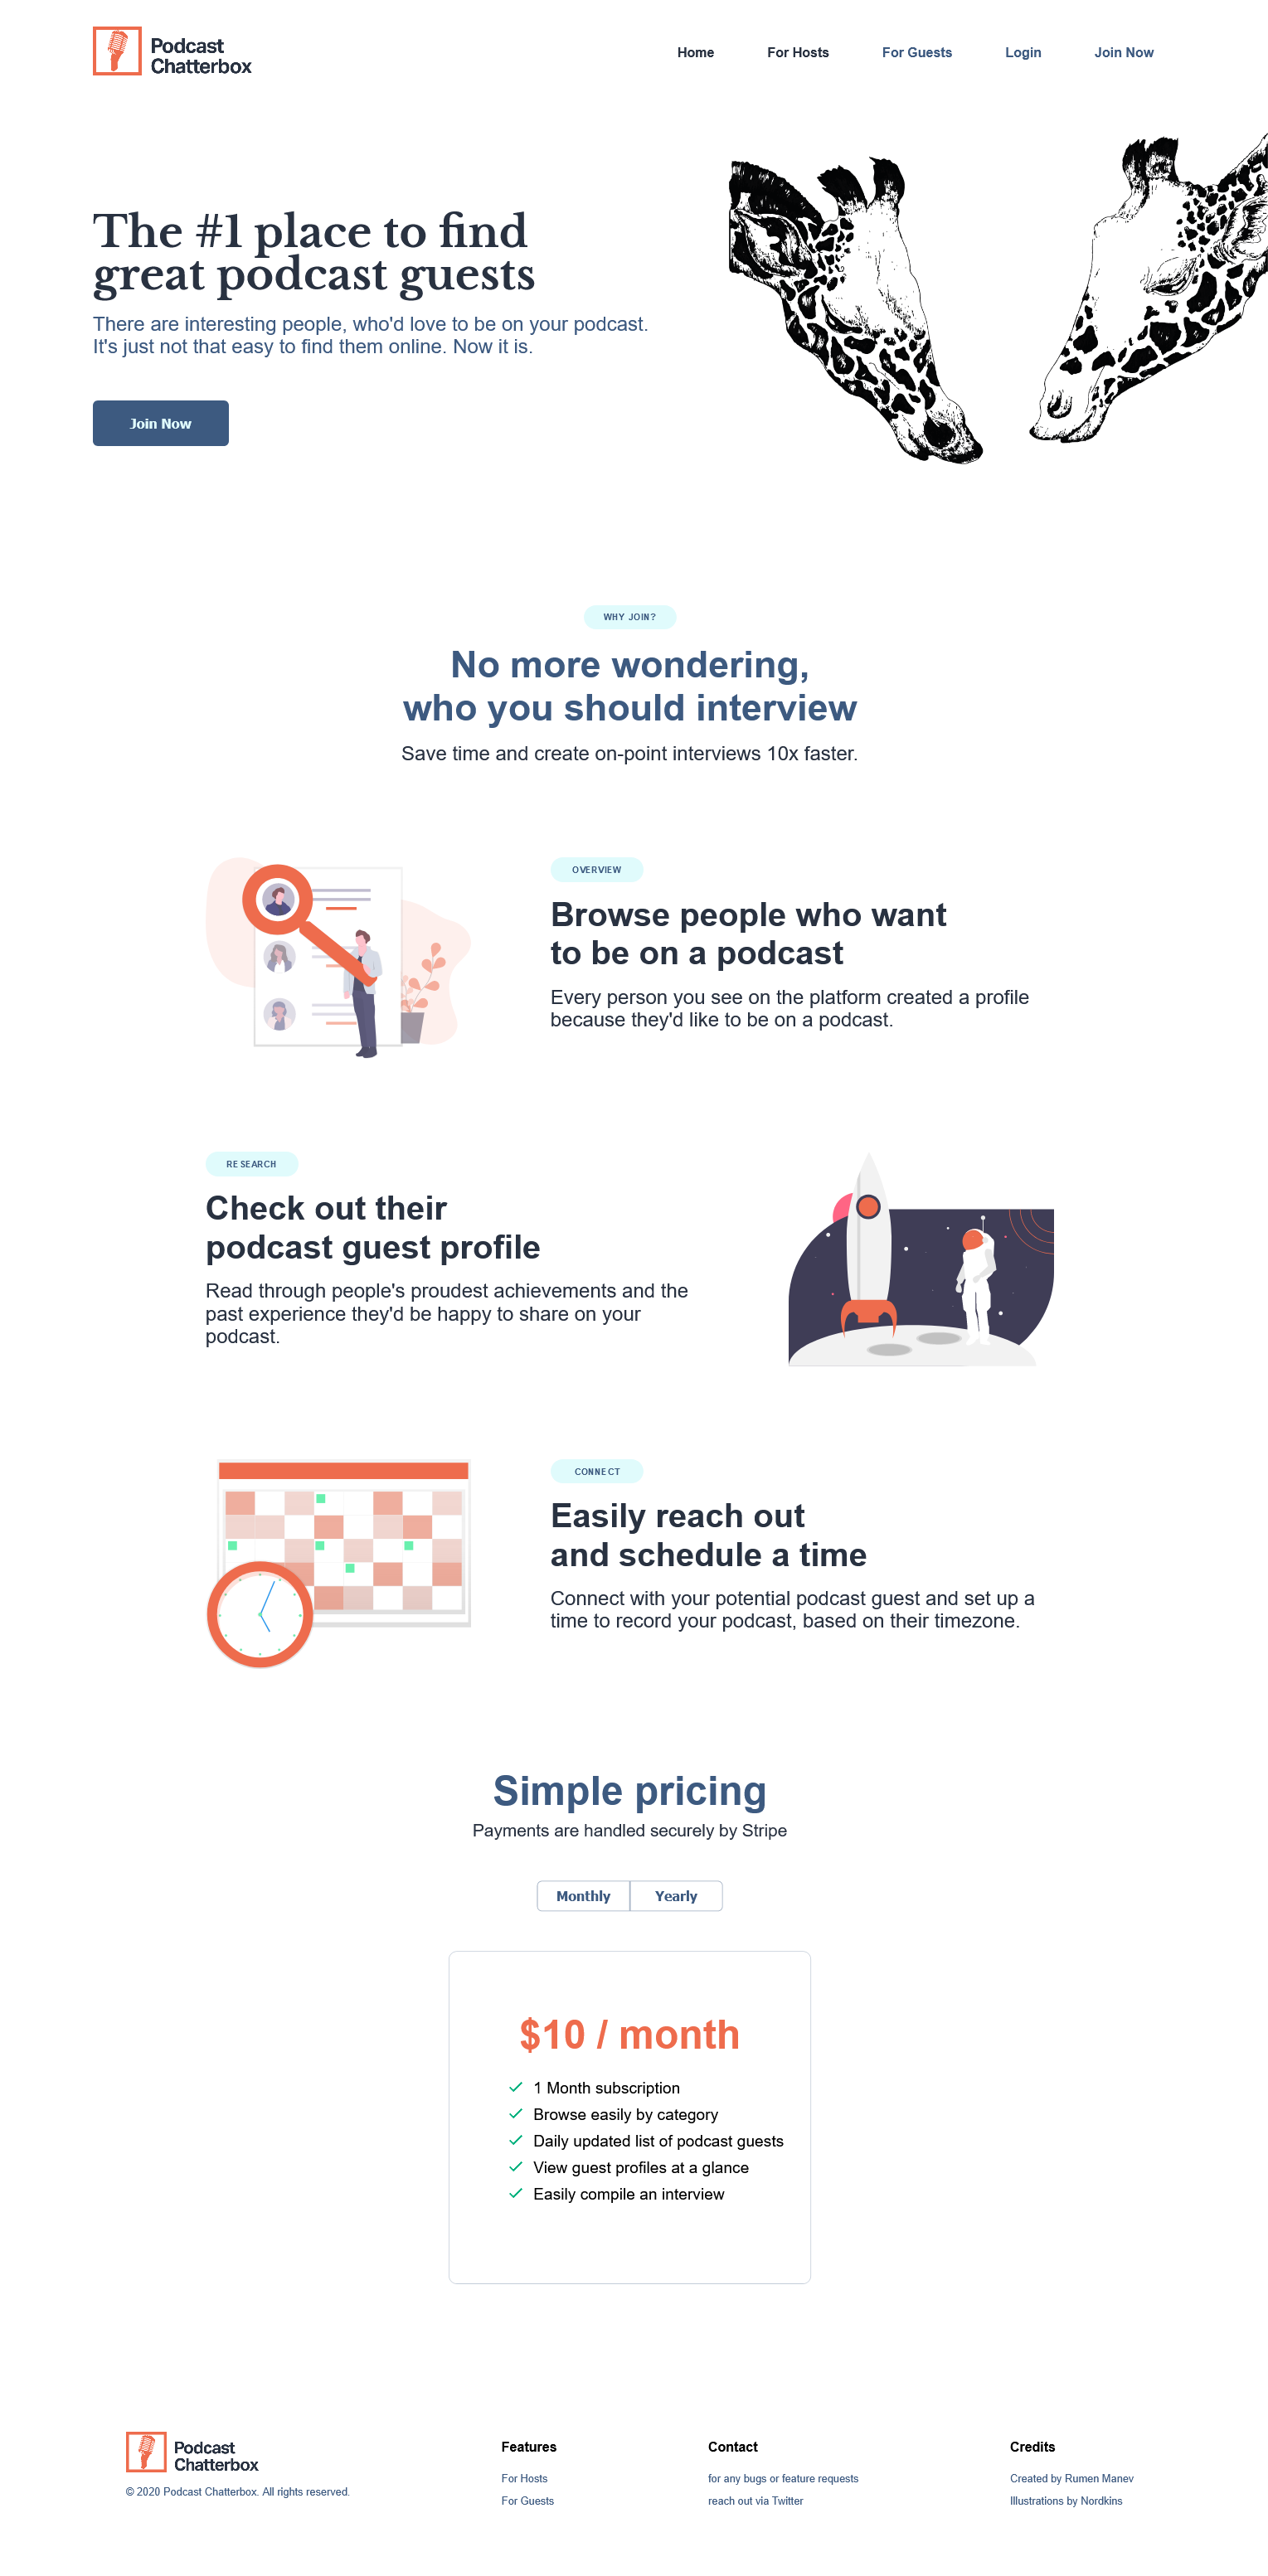 Podcast
Chatterbox
Home For Hosts For Guests Login Join Now
The #1 place to find
great podcast guests
There are interesting people, who'd love to be on your podcast.
It's just not that easy to find them online. Now it is.
Join Now
WHY JOIN?
No more wondering,
who you should interview
Save time and create on-point interviews 10x faster.
OVERVIEW
Browse people who want
to be on a podcast
Every person you see on the platform created a profile
because they'd like to be on a podcast.
RESEARCH
Check out their
podcast guest profile
Read through people's proudest achievements and the
past experience they'd be happy to share on your
podcast.
CONNECT
Easily reach out
and schedule a time
Connect with your potential podcast guest and set up a
time to record your podcast, based on their timezone.
Simple pricing
Payments are handled securely by Stripe
Monthly Yearly
$10 / month
1 Month subscription
Browse easily by category
Daily updated list of podcast guests
View guest profiles at a glance
Easily compile an interview
Podcast
Chatterbox
© 2020 Podcast Chatterbox. All rights reserved.
Features
For Hosts
For Guests
Contact
for any bugs or feature requests
reach out via Twitter
Credits
Created by Rumen Manev
Illustrations by Nordkins